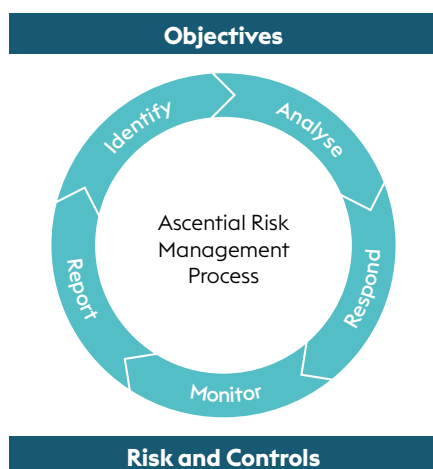 Objectives
Identify
Analyse
Respond
Monitor
Report
Ascential Risk
Management
Process
Risk and Controls